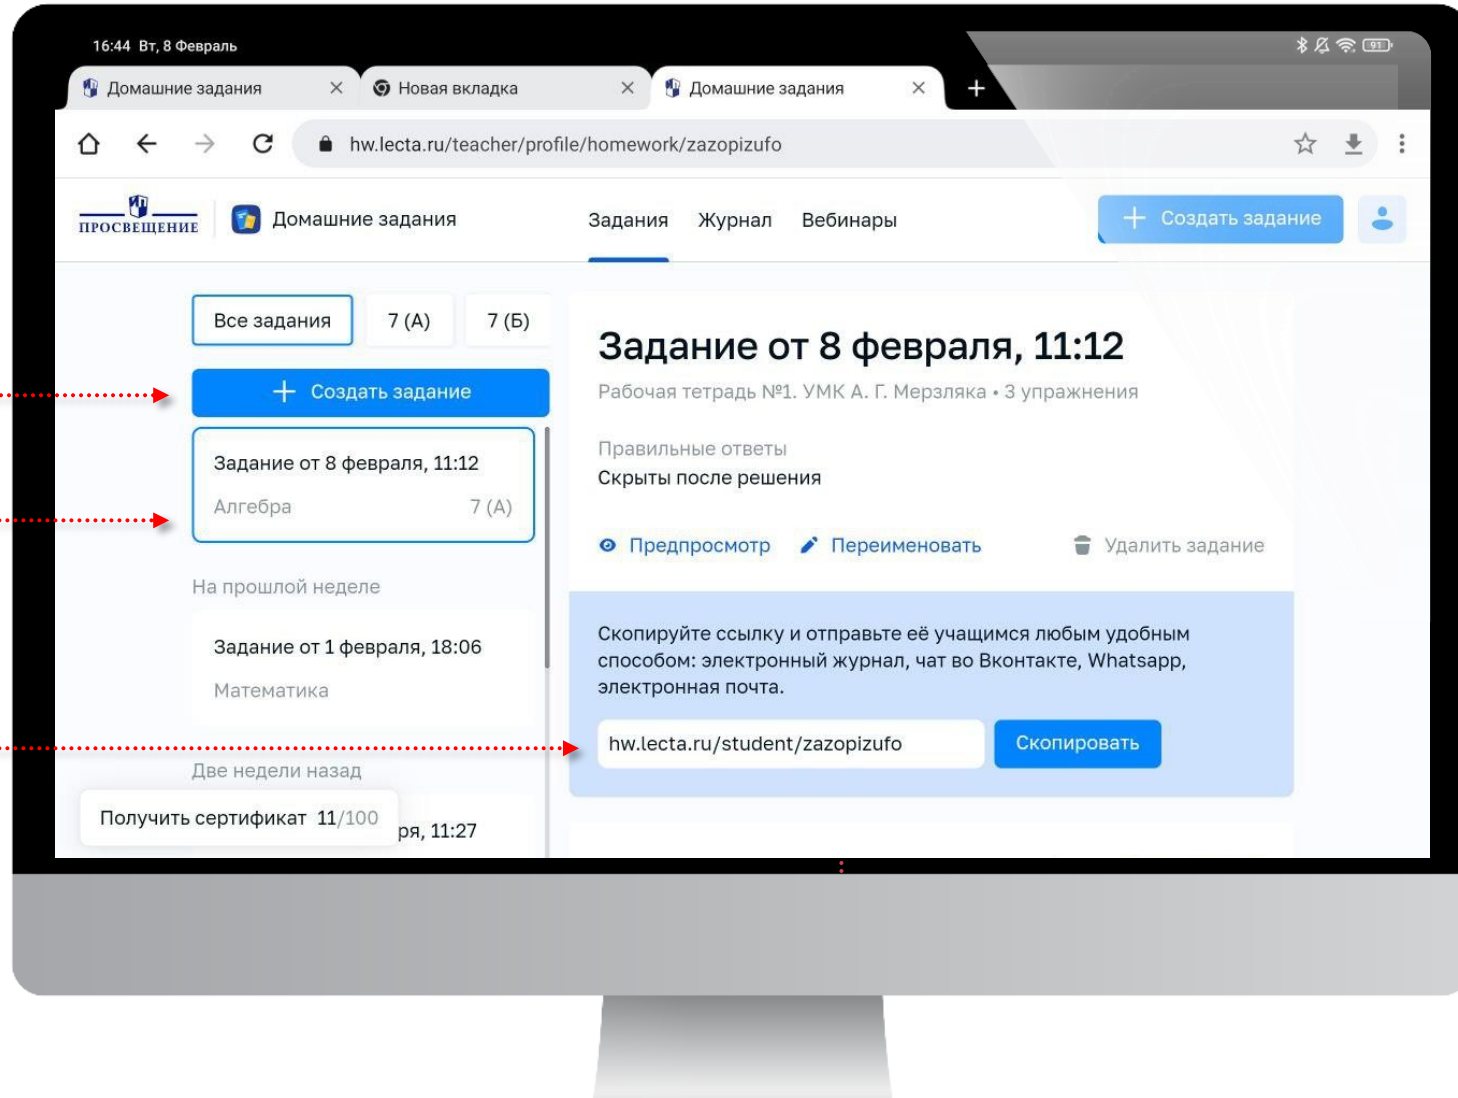 16:44 Вт, 8 Февраль
91
Домашние задания
Новая вкладка
Домашние задания
hw.lecta.ru/teacher/profile/homework/zazopizufo
ПРОСВЕЩЕНИЕ
Домашние задания
Задания
Журнал
Вебинары
+ Создать задание
Все задания
7 (А)
7 (Б)
+ Создать задание
Задание от 8 февраля, 11:12
Алгебра
7 (А)
На прошлой неделе
Задание от 1 февраля, 18:06
Математика
Две недели назад
ря, 11:27
Получить сертификат 11/100
Задание от 8 февраля, 11:12
Рабочая тетрадь №1. УМК А. Г. Мерзляка • 3 упражнения
Правильные ответы
Скрыты после решения
Предпросмотр
Переименовать
Удалить задание
Скопируйте ссылку и отправьте её учащимся любым удобным
способом: электронный журнал, чат во Вконтакте, Whatsapp,
электронная почта.
hw.lecta.ru/student/zazopizufo
Скопировать